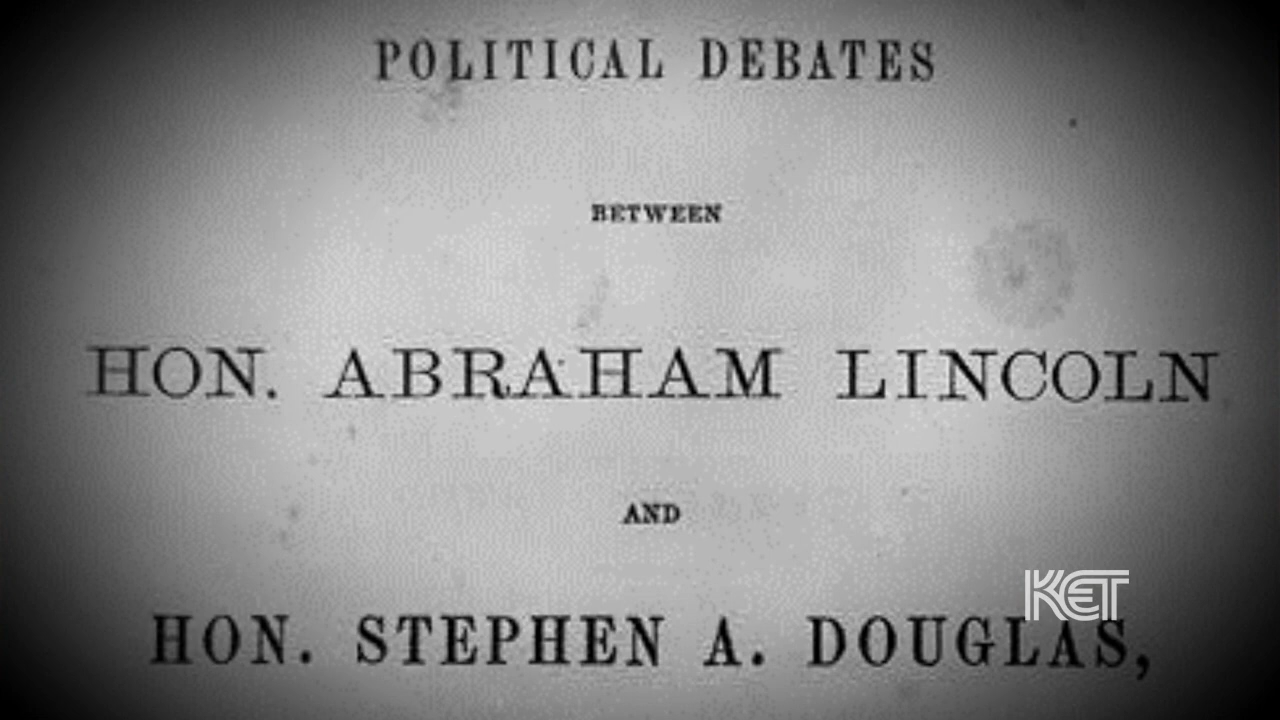 POLITICAL DEBATES
BETWEEN
HON. ABRAHAM LINCOLN
AND
KET
HON. STEPHEN A. DOUGLAS,